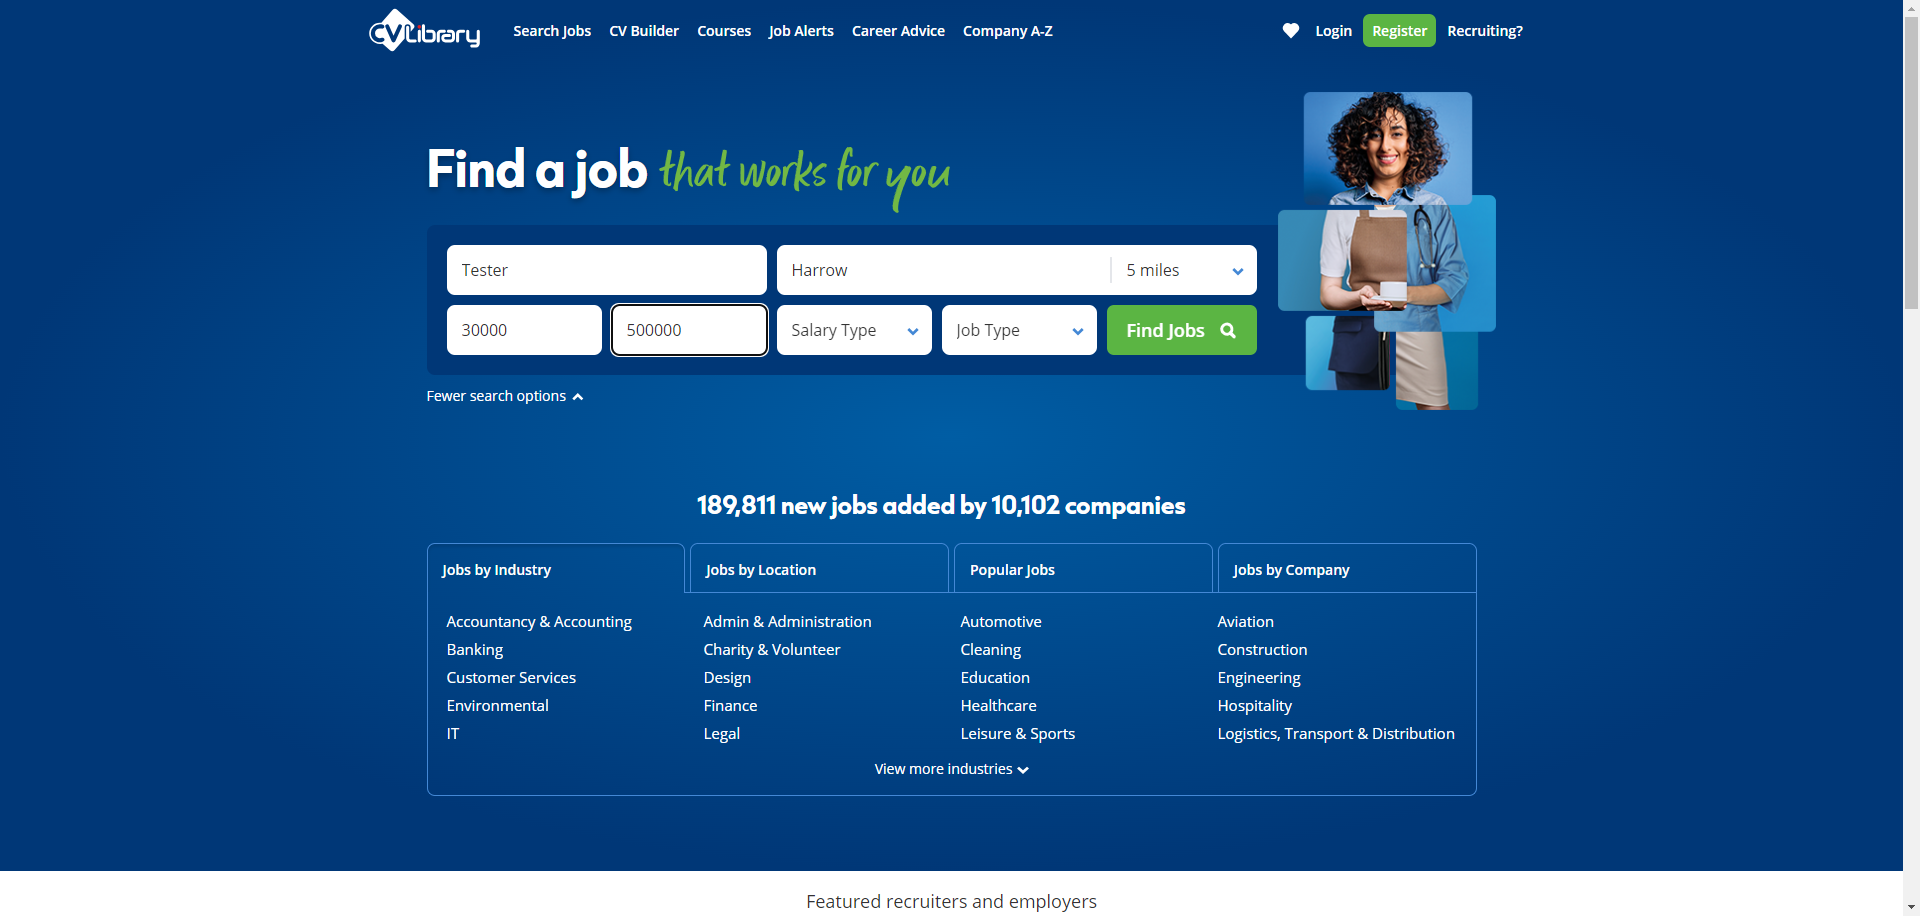 CVLibrary
Search Jobs CV Builder Courses Job Alerts Career Advice Company A-Z
Login Register Recruiting?
Find a job that works for you
Tester Harrow 5 miles
30000 500000 Salary Type Job Type Find Jobs
Fewer search options
189,811 new jobs added by 10,102 companies
Jobs by Industry Jobs by Location Popular Jobs Jobs by Company
Accountancy & Accounting Admin & Administration Automotive Aviation
Banking Charity & Volunteer Cleaning Construction
Customer Services Design Education Engineering
Environmental Finance Healthcare Hospitality
IT Legal Leisure & Sports Logistics, Transport & Distribution
View more industries
Featured recruiters and employers